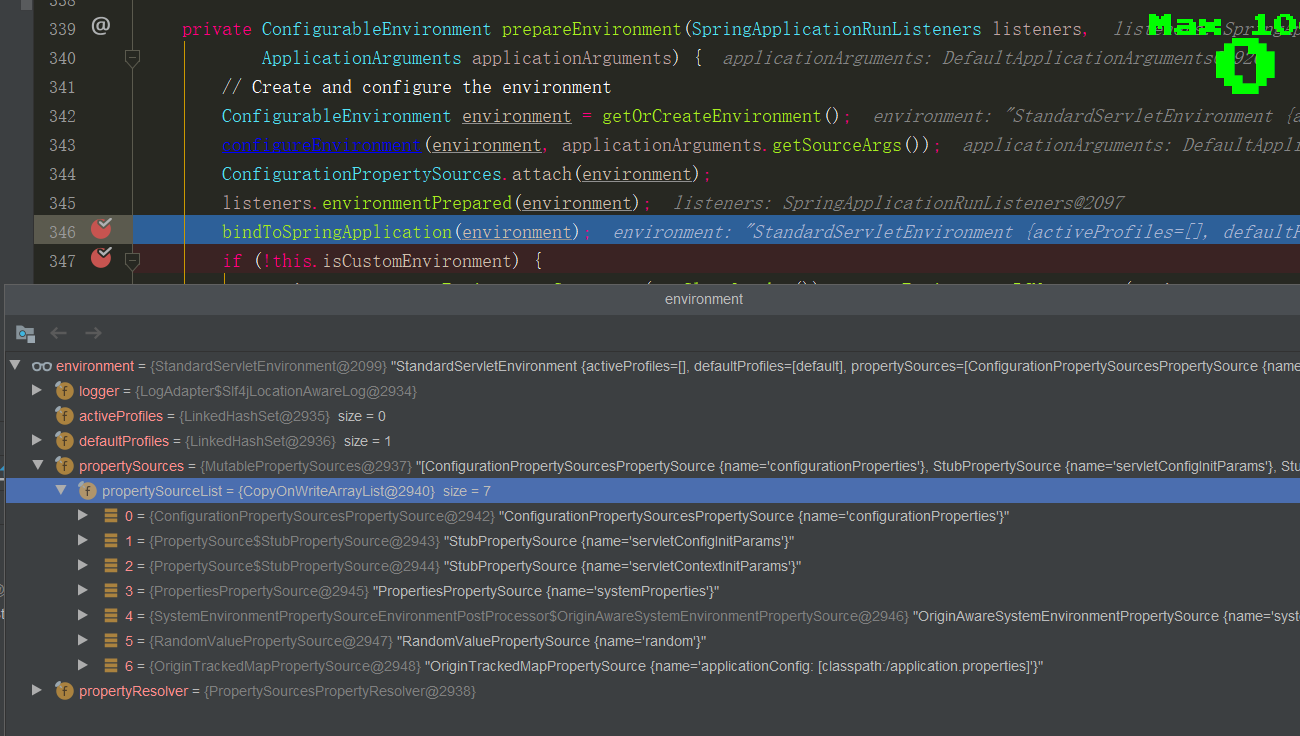 338
339 @ private ConfigurableEnvironment prepareEnvironment(SpringApplicationRunListeners listeners,
Max 10
340 ApplicationArguments applicationArguments) { applicationArguments: DefaultApplicationArguments@
0
341 // Create and configure the environment
342 ConfigurableEnvironment environment = getOrCreateEnvironment(); environment: "StandardServletEnvironment {a
343 configureEnvironment(environment, applicationArguments.getSourceArgs()); applicationArguments: DefaultAppli
344 ConfigurationPropertySources.attach(environment);
345 listeners.environmentPrepared(environment); listeners: SpringApplicationRunListeners@2097
346 bindToSpringApplication(environment); environment: "StandardServletEnvironment {activeProfiles=[], defaultP
347 if (!this.isCustomEnvironment) {
environment
environment = {StandardServletEnvironment@2099} "StandardServletEnvironment {activeProfiles=[], defaultProfiles=[default], propertySources=[ConfigurationPropertySourcesPropertySource {name
logger = {LogAdapter$Slf4jLocationAwareLog@2934}
activeProfiles = {LinkedHashSet@2935} size = 0
defaultProfiles = {LinkedHashSet@2936} size = 1
propertySources = {MutablePropertySources@2937} "[ConfigurationPropertySourcesPropertySource {name='configurationProperties'}, StubPropertySource {name='servletConfigInitParams'}, Stu
propertySourceList = {CopyOnWriteArrayList@2940} size = 7
0 = {ConfigurationPropertySourcesPropertySource@2942} "ConfigurationPropertySourcesPropertySource {name='configurationProperties'}"
1 = {PropertySource$StubPropertySource@2943} "StubPropertySource {name='servletConfigInitParams'}"
2 = {PropertySource$StubPropertySource@2944} "StubPropertySource {name='servletContextInitParams'}"
3 = {PropertiesPropertySource@2945} "PropertiesPropertySource {name='systemProperties'}"
4 = {SystemEnvironmentPropertySourceEnvironmentPostProcessor$OriginAwareSystemEnvironmentPropertySource@2946} "OriginAwareSystemEnvironmentPropertySource {name='syste
5 = {RandomValuePropertySource@2947} "RandomValuePropertySource {name='random'}"
6 = {OriginTrackedMapPropertySource@2948} "OriginTrackedMapPropertySource {name='applicationConfig: [classpath:/application.properties]'}"
propertyResolver = {PropertySourcesPropertyResolver@2938}